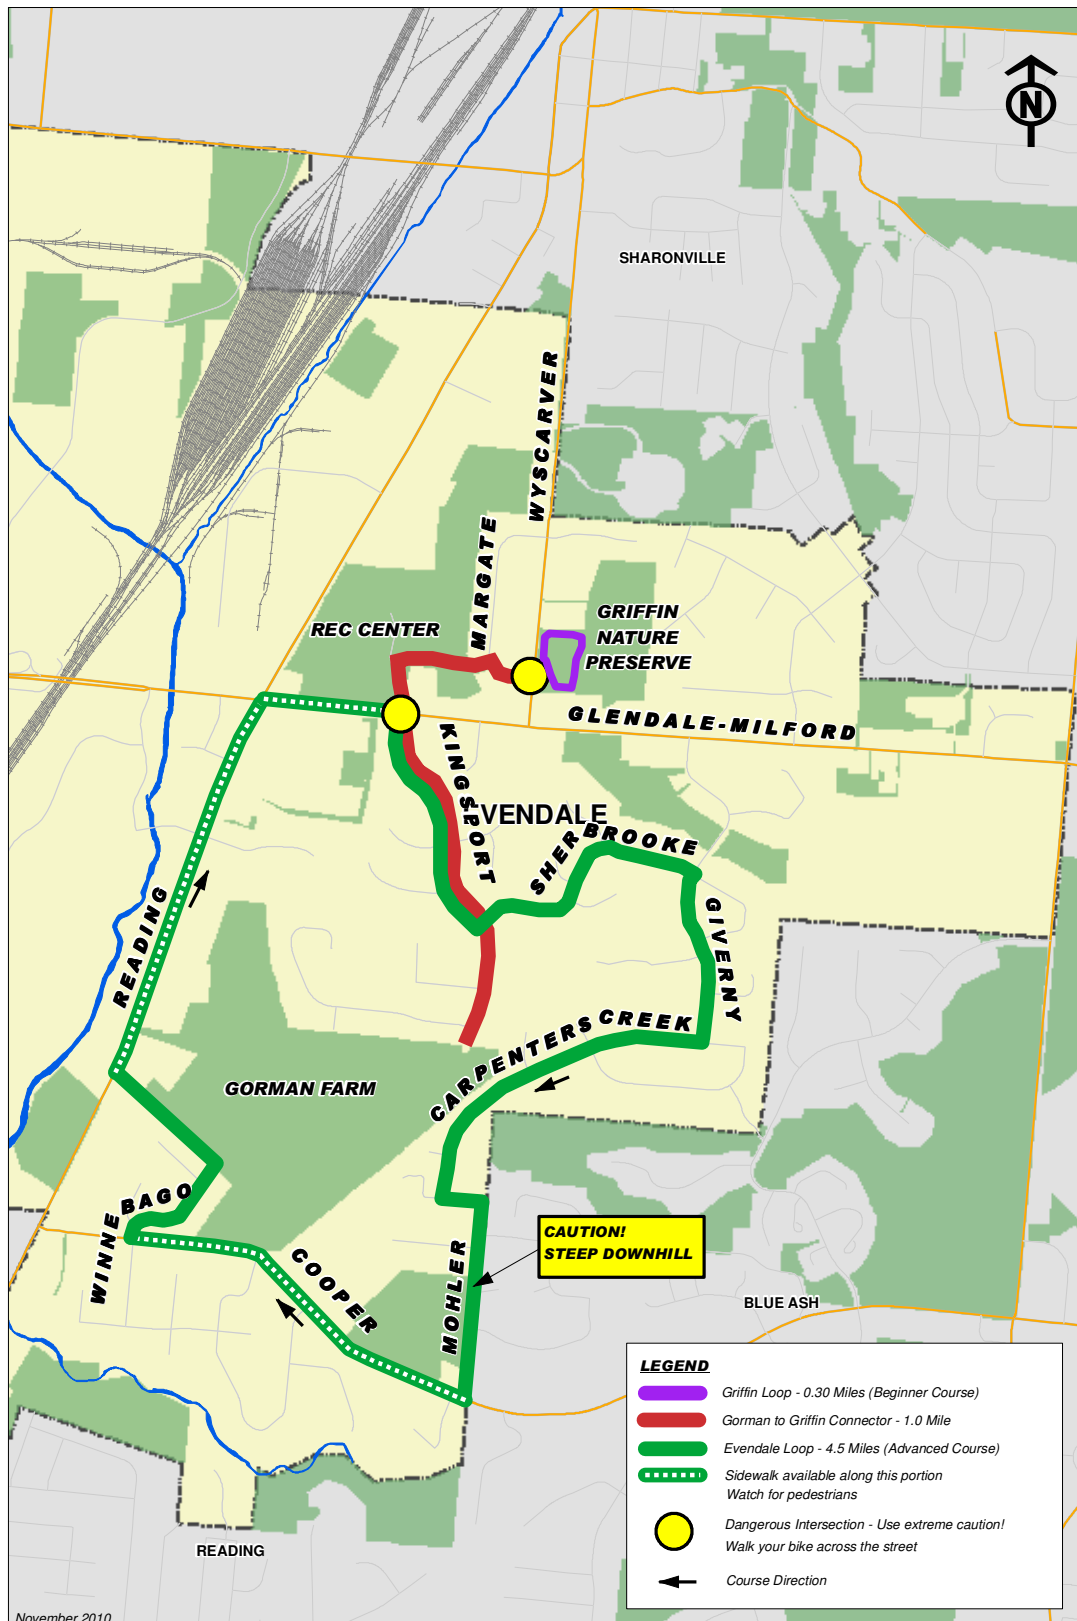 N
SHARONVILLE
WYSCARVER
MARGATE
GRIFFIN
NATURE
PRESERVE
REC CENTER
GLENDALE-MILFORD
KINGSPORT
EVENDALE
SHERBROOKE
READING
GIVERNY
CARPENTERS CREEK
GORMAN FARM
WINNEBAGO
COOPER
MOHLER
CAUTION!
STEEP DOWNHILL
BLUE ASH
READING
LEGEND
Griffin Loop - 0.30 Miles (Beginner Course)
Gorman to Griffin Connector - 1.0 Mile
Evendale Loop - 4.5 Miles (Advanced Course)
Sidewalk available along this portion
Watch for pedestrians
Dangerous Intersection - Use extreme caution!
Walk your bike across the street
Course Direction
November 2010